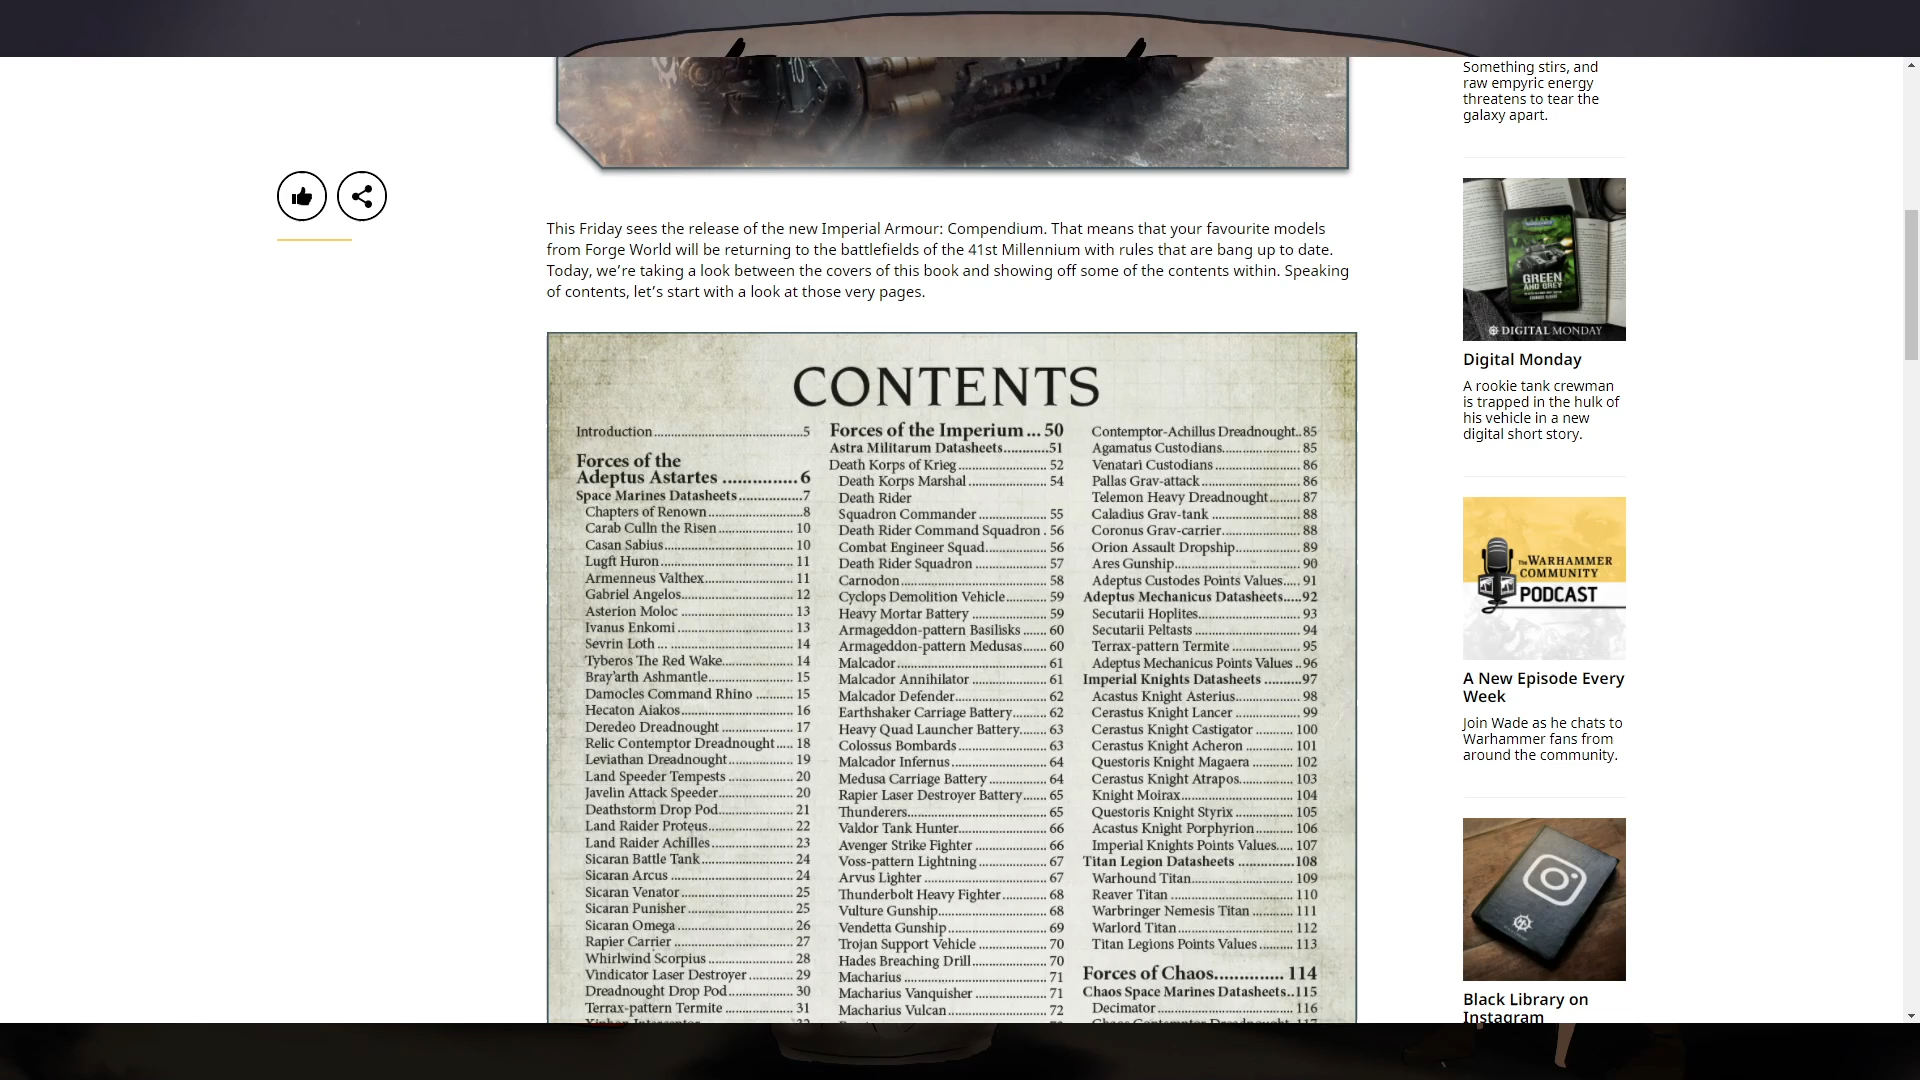 This Friday sees the release of the new Imperial Armour: Compendium. That means that your favourite models
from Forge World will be returning to the battlefields of the 41st Millennium with rules that are bang up to date.
Today, we’re taking a look between the covers of this book and showing off some of the contents within. Speaking
of contents, let’s start with a look at those very pages.
CONTENTS
Introduction 5
Forces of the
Adeptus Astartes 6
Space Marines Datasheets 7
Chapters of Renown 8
Carab Culln the Risen 10
Casan Sabius 10
Lugft Huron 11
Armenneus Valthex 11
Gabriel Angelos 12
Asterion Moloc 13
Ivanus Enkomi 13
Sevrin Loth 14
Tyberos The Red Wake 14
Bray’arth Ashmantle 15
Damocles Command Rhino 15
Hecaton Aiakos 16
Deredeo Dreadnought 17
Relic Contemptor Dreadnought 18
Leviathan Dreadnought 19
Land Speeder Tempests 20
Javelin Attack Speeder 20
Deathstorm Drop Pod 21
Land Raider Proteus 22
Land Raider Achilles 23
Sicaran Battle Tank 24
Sicaran Arcus 24
Sicaran Venator 25
Sicaran Punisher 25
Sicaran Omega 26
Rapier Carrier 27
Whirlwind Scorpius 28
Vindicator Laser Destroyer 29
Dreadnought Drop Pod 30
Terrax-pattern Termite 31
Forces of the Imperium 50
Astra Militarum Datasheets 51
Death Korps of Krieg 52
Death Korps Marshal 54
Death Rider
Squadron Commander 55
Death Rider Command Squadron 56
Combat Engineer Squad 56
Death Rider Squadron 57
Carnodon 58
Cyclops Demolition Vehicle 59
Heavy Mortar Battery 59
Armageddon-pattern Basilisks 60
Armageddon-pattern Medusas 60
Malcador 61
Malcador Annihilator 61
Malcador Defender 62
Earthshaker Carriage Battery 62
Heavy Quad Launcher Battery 63
Colossus Bombards 63
Malcador Infernus 64
Medusa Carriage Battery 64
Rapier Laser Destroyer Battery 65
Thunderers 65
Valdor Tank Hunter 66
Avenger Strike Fighter 66
Voss-pattern Lightning 67
Arvus Lighter 67
Thunderbolt Heavy Fighter 68
Vulture Gunship 68
Vendetta Gunship 69
Trojan Support Vehicle 70
Hades Breaching Drill 70
Macharius 71
Macharius Vanquisher 71
Macharius Vulcan 72
Contemptor-Achillus Dreadnought 85
Agamatus Custodians 85
Venatari Custodians 86
Pallas Grav-attack 86
Telemon Heavy Dreadnought 87
Caladius Grav-tank 88
Coronus Grav-carrier 88
Orion Assault Dropship 89
Ares Gunship 90
Adeptus Custodes Points Values 91
Adeptus Mechanicus Datasheets 92
Secutarii Hoplites 93
Secutarii Peltasts 94
Terrax-pattern Termite 95
Adeptus Mechanicus Points Values 96
Imperial Knights Datasheets 97
Acastus Knight Asterius 98
Cerastus Knight Lancer 99
Cerastus Knight Castigator 100
Cerastus Knight Acheron 101
Questoris Knight Magaera 102
Cerastus Knight Atrapos 103
Knight Moirax 104
Questoris Knight Styrix 105
Acastus Knight Porphyrion 106
Imperial Knights Points Values 107
Titan Legion Datasheets 108
Warhound Titan 109
Reaver Titan 110
Warbringer Nemesis Titan 111
Warlord Titan 112
Titan Legions Points Values 113
Forces of Chaos 114
Chaos Space Marines Datasheets 115
Decimator 116
Something stirs, and
raw empyric energy
threatens to tear the
galaxy apart.
GREEN
AND GREY
DIGITAL MONDAY
Digital Monday
A rookie tank crewman
is trapped in the hulk of
his vehicle in a new
digital short story.
The WARHAMMER
COMMUNITY
PODCAST
A New Episode Every
Week
Join Wade as he chats to
Warhammer fans from
around the community.
Black Library on
Instagram